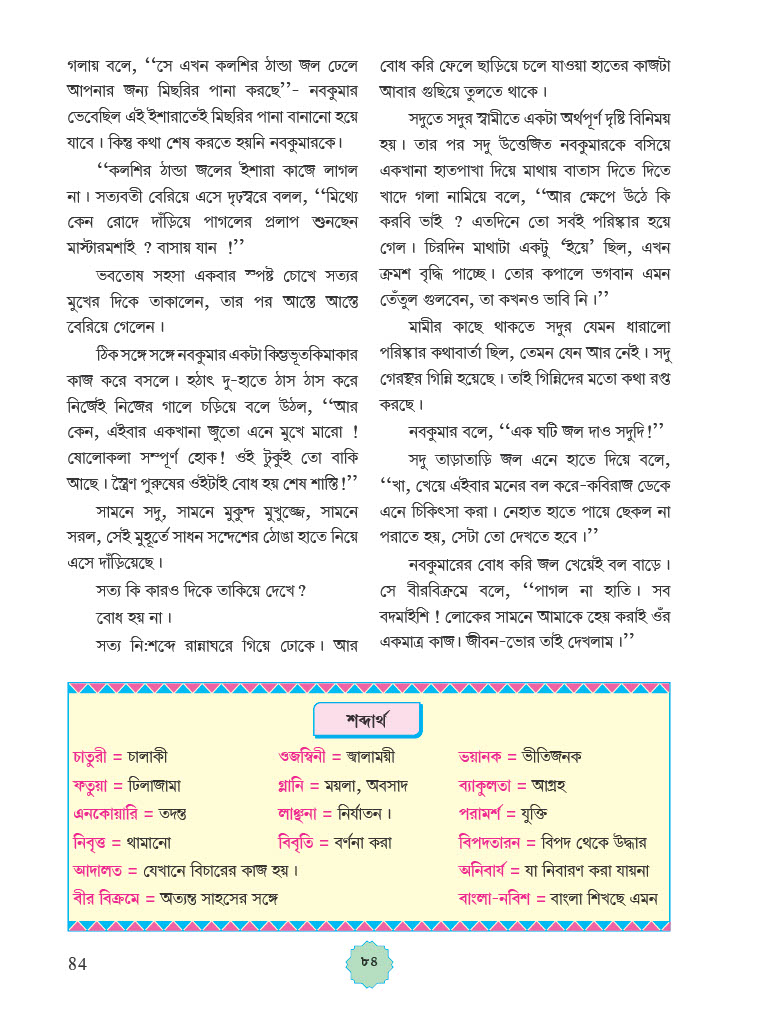 গলায় বলে, ‘‘সে এখন কলশির ঠান্ডা জল ঢেলে
আপনার জন্য মিছরির পানা করছে’’- নবকুমার
ভেবেছিল এই ইশারাতেই মিছরির পানা বানানো হয়ে
যাবে। কিন্তু কথা শেষ করতে হয়নি নবকুমারকে।
‘‘কলশির ঠান্ডা জলের ইশারা কাজে লাগল
না। সত্যবতী বেরিয়ে এসে দৃঢ়স্বরে বলল, ‘‘মিথ্যে
কেন রোদে দাঁড়িয়ে পাগলের প্রলাপ শুনছেন
মাস্টারমশাই ? বাসায় যান !’’
ভবতোষ সহসা একবার স্পষ্ট চোখে সত্যর
মুখের দিকে তাকালেন, তার পর আস্তে আস্তে
বেরিয়ে গেলেন।
ঠিক সঙ্গে সঙ্গে নবকুমার একটা কিম্ভূতকিমাকার
কাজ করে বসলে। হঠাৎ দু-হাতে ঠাস ঠাস করে
নিজেই নিজের গালে চড়িয়ে বলে উঠল, ‘‘আর
কেন, এইবার একখানা জুতো এনে মুখে মারো !
ষোলোকলা সম্পূর্ণ হোক! ওই টুকুই তো বাকি
আছে। স্ত্রৈণ পুরুষের ওইটাই বোধ হয় শেষ শাস্তি!’’
সামনে সদু, সামনে মুকুন্দ মুখুজ্জে, সামনে
সরল, সেই মুহূর্তে সাধন সন্দেশের ঠোঙা হাতে নিয়ে
এসে দাঁড়িয়েছে।
সত্য কি কারও দিকে তাকিয়ে দেখে ?
বোধ হয় না।
সত্য নি:শব্দে রান্নাঘরে গিয়ে ঢোকে। আর
বোধ করি ফেলে ছাড়িয়ে চলে যাওয়া হাতের কাজটা
আবার গুছিয়ে তুলতে থাকে।
সদুতে সদুর স্বামীতে একটা অর্থপূর্ণ দৃষ্টি বিনিময়
হয়। তার পর সদু উত্তেজিত নবকুমারকে বসিয়ে
একখানা হাতপাখা দিয়ে মাথায় বাতাস দিতে দিতে
খাদে গলা নামিয়ে বলে, ‘‘আর ক্ষেপে উঠে কি
করবি ভাই ? এতদিনে তো সবই পরিষ্কার হয়ে
গেল। চিরদিন মাথাটা একটু ‘ইয়ে’ ছিল, এখন
ক্রমশ বৃদ্ধি পাচ্ছে। তোর কপালে ভগবান এমন
তেঁতুল গুলবেন, তা কখনও ভাবি নি।’’
মামীর কাছে থাকতে সদুর যেমন ধারালো
পরিষ্কার কথাবার্তা ছিল, তেমন যেন আর নেই। সদু
গেরস্থর গিন্নি হয়েছে। তাই গিন্নিদের মতো কথা রপ্ত
করছে।
নবকুমার বলে, ‘‘এক ঘটি জল দাও সদুদি!’’
সদু তাড়াতাড়ি জল এনে হাতে দিয়ে বলে,
‘‘খা, খেয়ে এইবার মনের বল করে-কবিরাজ ডেকে
এনে চিকিৎসা করা। নেহাত হাতে পায়ে ছেকল না
পরাতে হয়, সেটা তো দেখতে হবে।’’
নবকুমারের বোধ করি জল খেয়েই বল বাড়ে।
সে বীরবিক্রমে বলে, ‘‘পাগল না হাতি। সব
বদমাইশি ! লোকের সামনে আমাকে হেয় করাই ওঁর
একমাত্র কাজ। জীবন-ভোর তাই দেখলাম।’’
শব্দার্থ
চাতুরী = চালাকী ওজস্বিনী = জ্বালাময়ী ভয়ানক = ভীতিজনক
ফতুয়া = ঢিলাজামা গ্লানি = ময়লা, অবসাদ ব্যাকুলতা = আগ্রহ
এনকোয়ারি = তদন্ত লাঞ্ছনা = নির্যাতন। পরামর্শ = যুক্তি
নিবৃত্ত = থামানো বিবৃতি = বর্ণনা করা বিপদতারন = বিপদ থেকে উদ্ধার
আদালত = যেখানে বিচারের কাজ হয়। অনিবার্য = যা নিবারণ করা যায়না
বীর বিক্রমে = অত্যন্ত সাহসের সঙ্গে বাংলা-নবিশ = বাংলা শিখছে এমন
84 ৮৪